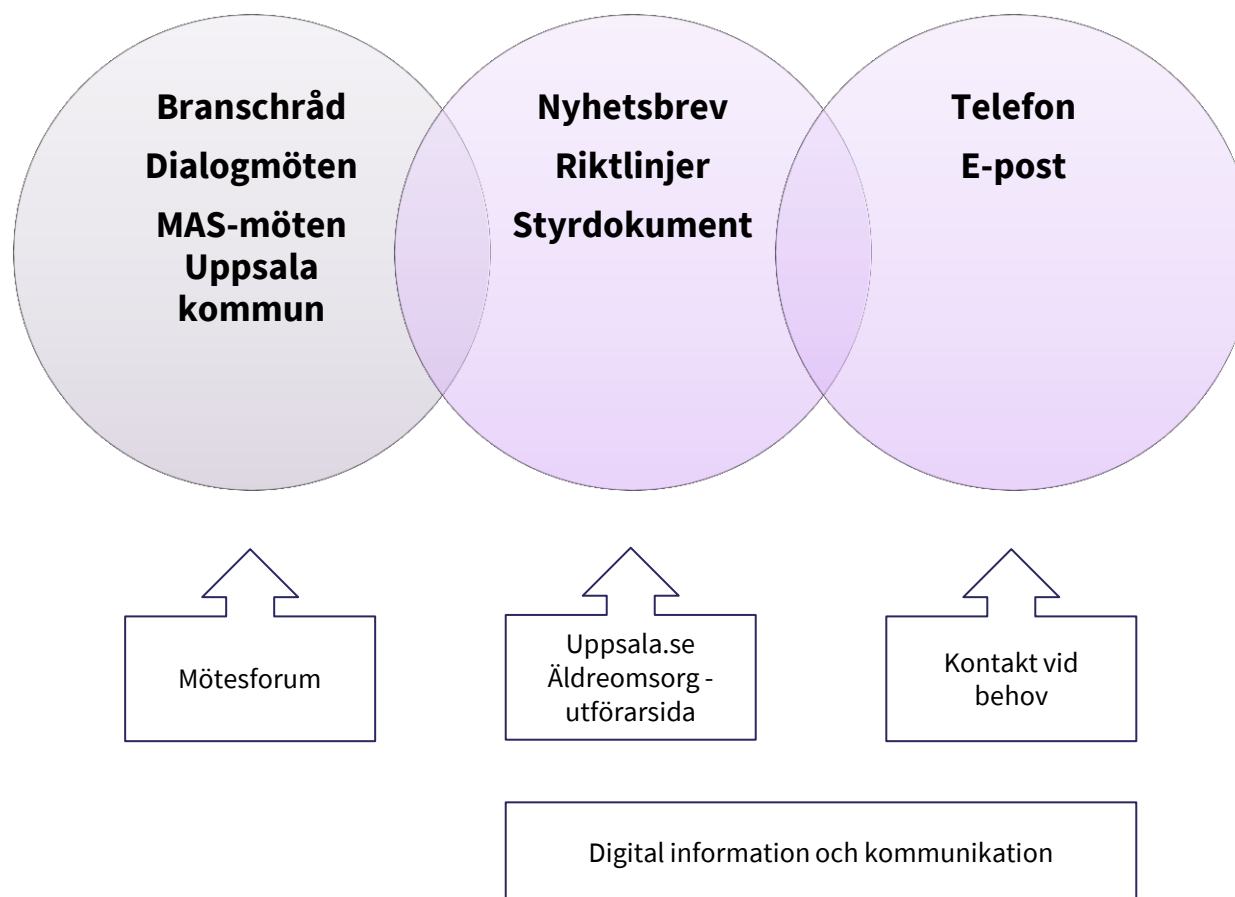 Branschråd
Dialogmöten
MAS-möten
Uppsala
kommun
Nyhetsbrev
Riktlinjer
Styrdokument
Telefon
E-post
Mötesforum
Uppsala.se
Äldreomsorg -
utförarsida
Kontakt vid
behov
Digital information och kommunikation